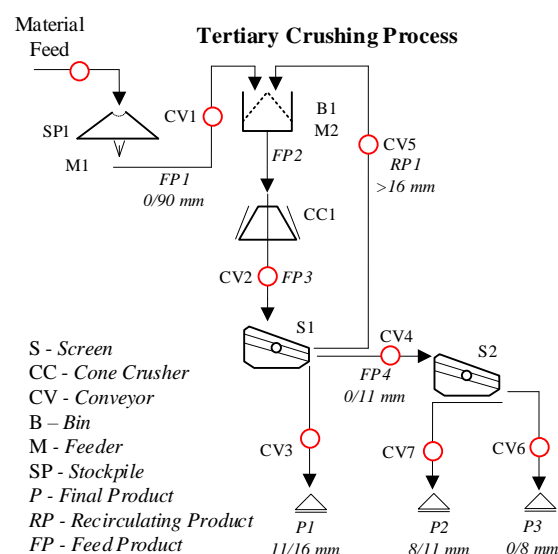 Material
Feed
Tertiary Crushing Process
CV1
B1
M2
SP1
M1
CV5
RP1
>16 mm
FP2
FP1
0/90 mm
CC1
CV2
FP3
S1
CV4
S2
FP4
0/11 mm
CV3
CV7
CV6
P1
11/16 mm
P2
8/11 mm
P3
0/8 mm
S - Screen
CC - Cone Crusher
CV - Conveyor
B – Bin
M - Feeder
SP - Stockpile
P - Final Product
RP - Recirculating Product
FP - Feed Product